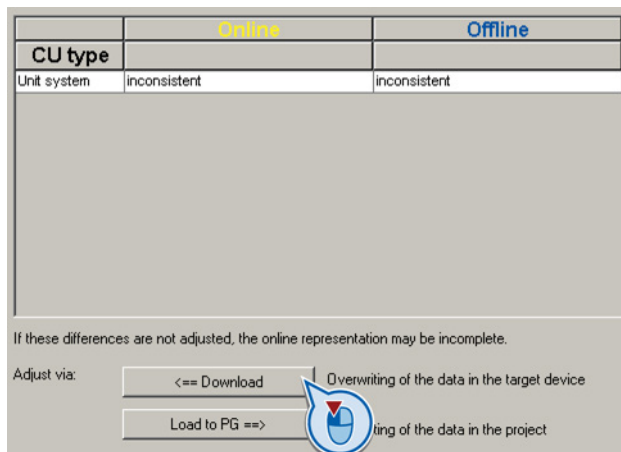 Online Offline
CU type
Unit system inconsistent inconsistent
If these differences are not adjusted, the online representation may be incomplete.
Adjust via: <== Download Overwriting of the data in the target device
Load to PG ==> ting of the data in the project